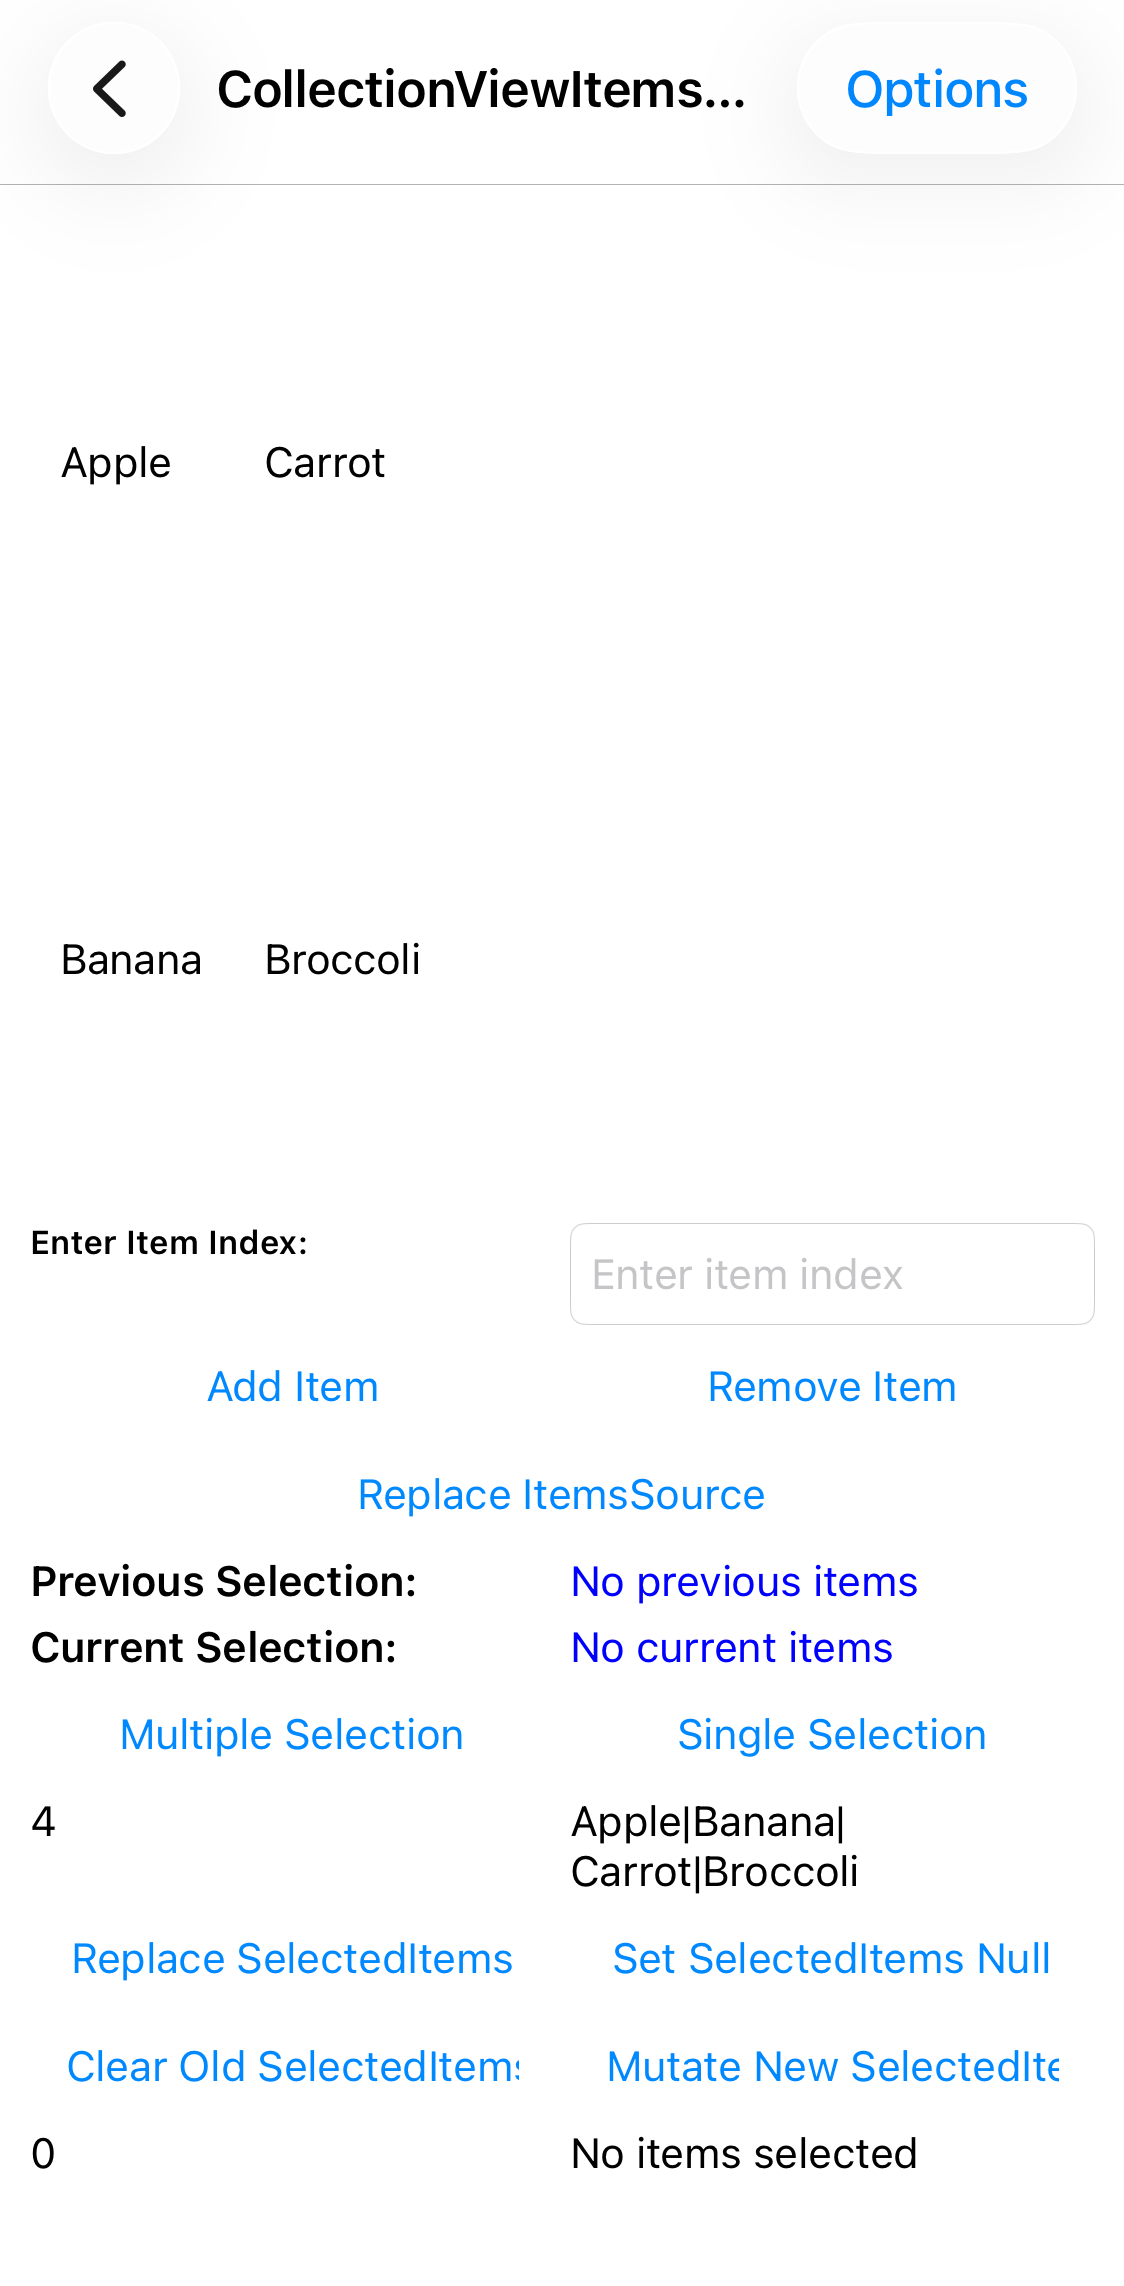 CollectionViewItems...
Options
Apple
Carrot
Banana
Broccoli
Enter Item Index:
Enter item index
Add Item
Remove Item
Replace ItemsSource
Previous Selection:
No previous items
Current Selection:
No current items
Multiple Selection
Single Selection
4
Apple|Banana|
Carrot|Broccoli
Replace SelectedItems
Set SelectedItems Null
Clear Old SelectedItems
Mutate New SelectedIte
0
No items selected